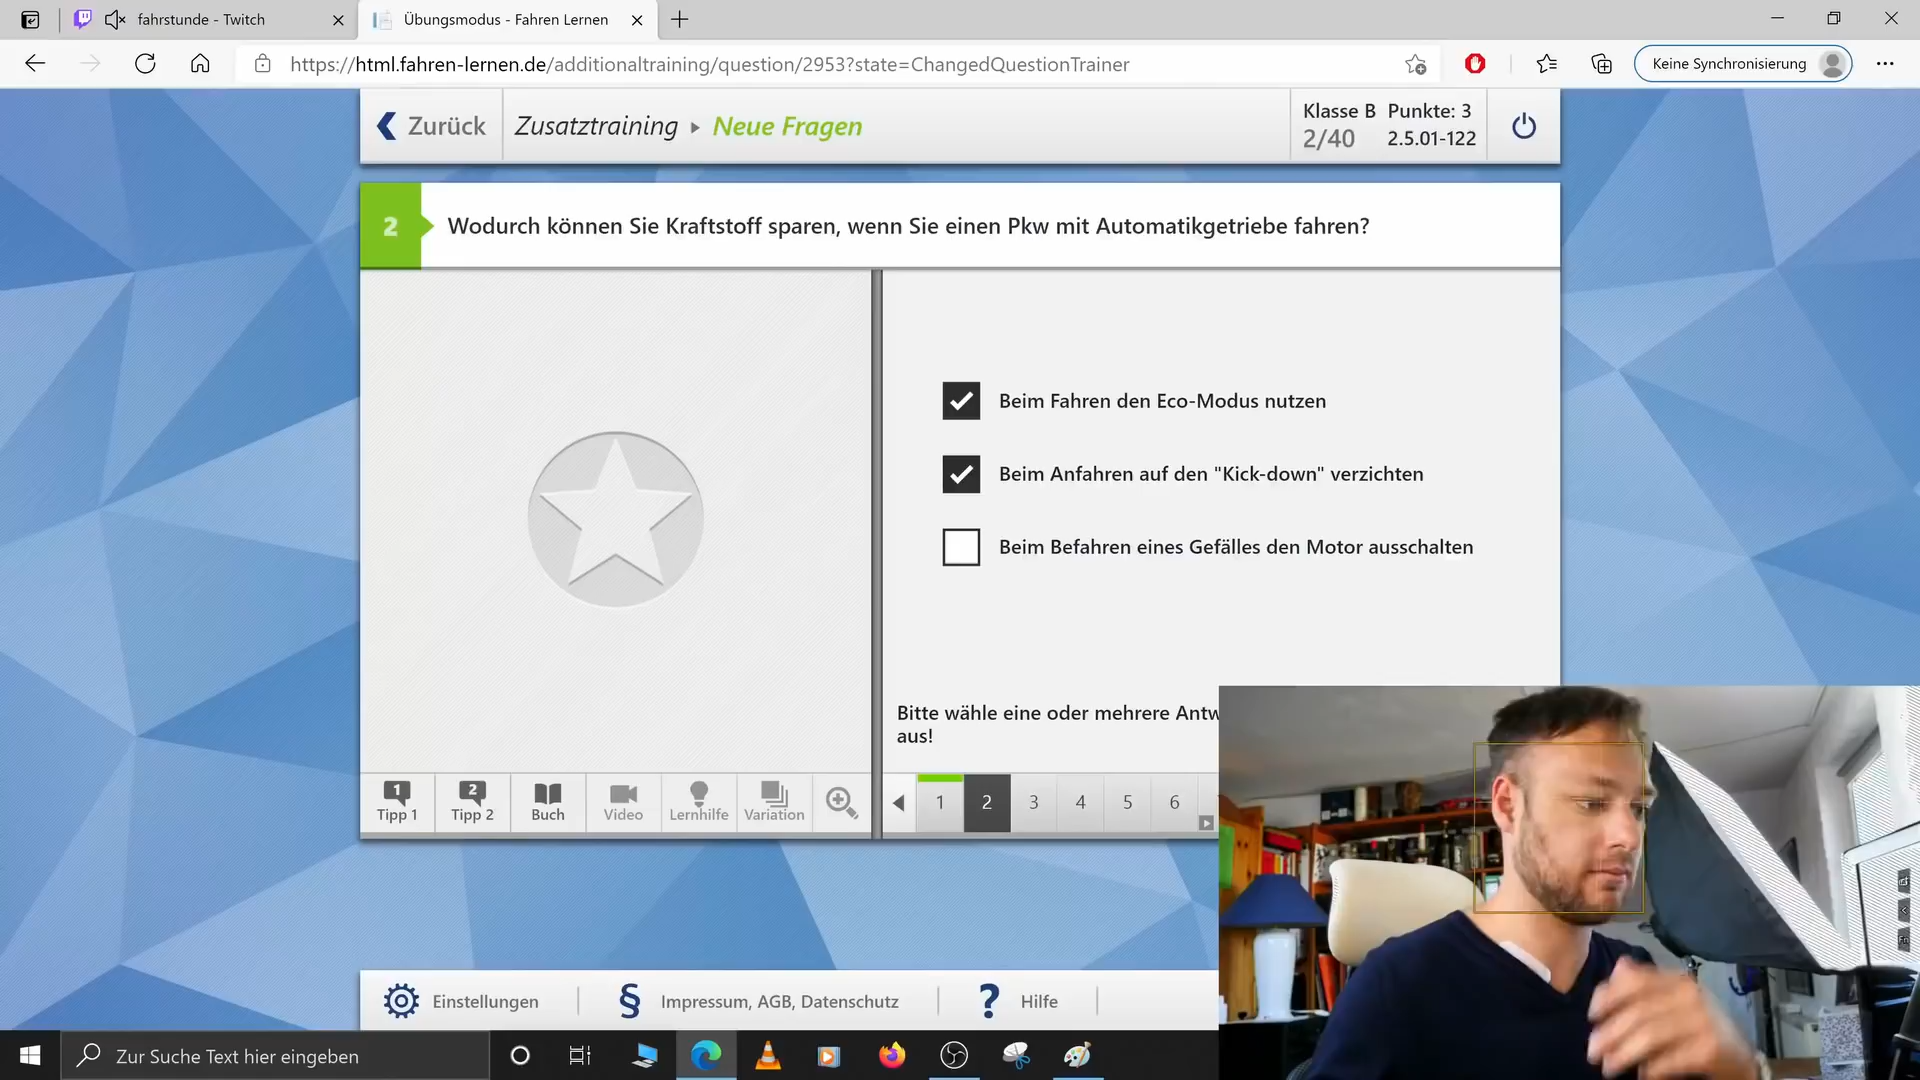 fahrstunde - Twitch
Übungsmodus - Fahren Lernen
https://html.fahren-lernen.de/additionaltraining/question/2953?state=ChangedQuestionTrainer
Keine Synchronisierung
Zurück
Zusatztraining ▸ Neue Fragen
Klasse B Punkte: 3
2/40 2.5.01-122
2 Wodurch können Sie Kraftstoff sparen, wenn Sie einen Pkw mit Automatikgetriebe fahren?
Beim Fahren den Eco-Modus nutzen
Beim Anfahren auf den "Kick-down" verzichten
Beim Befahren eines Gefälles den Motor ausschalten
Bitte wähle eine oder mehrere Antw
aus!
1 Tipp 1
2 Tipp 2
Buch
Video
Lernhilfe
Variation
1 2 3 4 5 6
Einstellungen
§ Impressum, AGB, Datenschutz
? Hilfe
Zur Suche Text hier eingeben